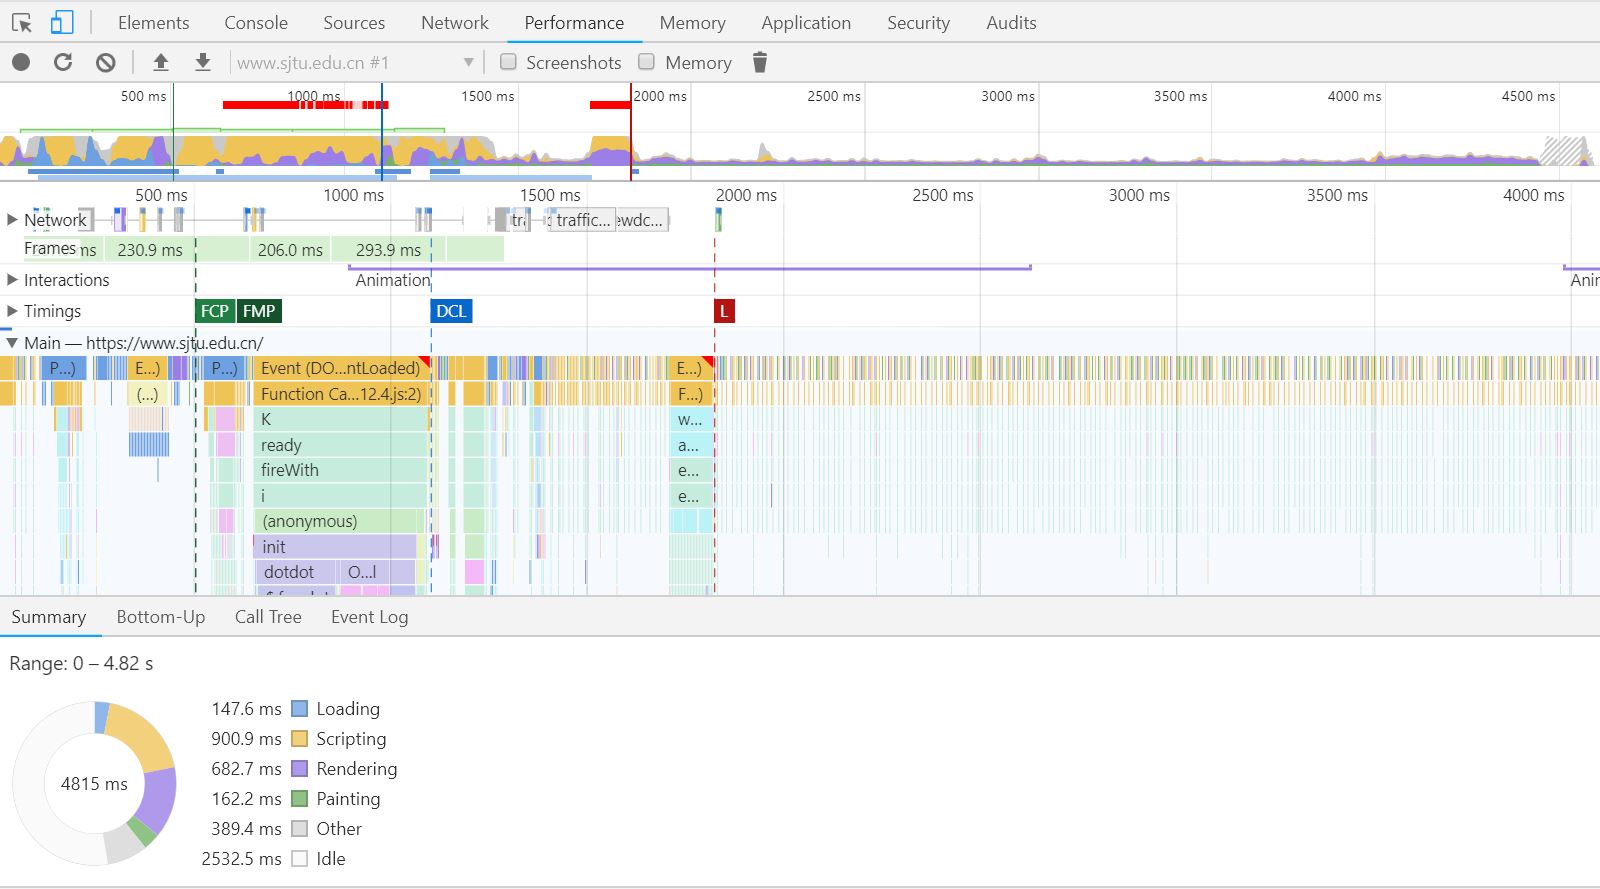 Elements Console Sources Network Performance Memory Application Security Audits
www.sjtu.edu.cn #1 Screenshots Memory
500 ms 1000 ms 1500 ms 2000 ms 2500 ms 3000 ms 3500 ms 4000 ms 4500 ms
500 ms 1000 ms 1500 ms 2000 ms 2500 ms 3000 ms 3500 ms 4000 ms
Network traffic... ewdc...
Frames ms 230.9 ms 206.0 ms 293.9 ms
Interactions Animation Anir
Timings FCP FMP DCL L
Main — https://www.sjtu.edu.cn/
P...) E...) P...) Event (DO...ntLoaded) E...)
(...) Function Ca...12.4.js:2) F...)
K w...
ready a...
fireWith e...
i e...
(anonymous)
init
dotdot O...l
Summary Bottom-Up Call Tree Event Log
Range: 0 – 4.82 s
4815 ms
147.6 ms Loading
900.9 ms Scripting
682.7 ms Rendering
162.2 ms Painting
389.4 ms Other
2532.5 ms Idle